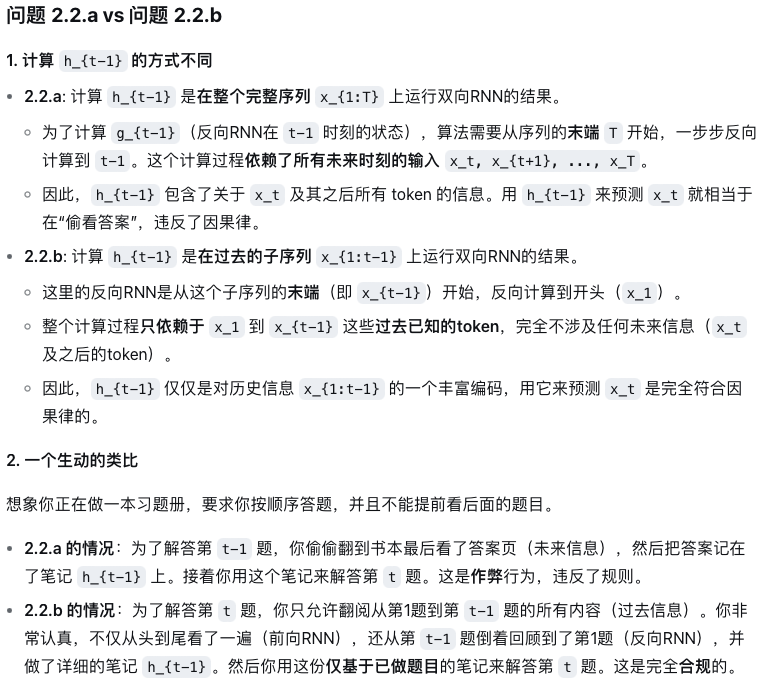 问题 2.2.a vs 问题 2.2.b
1. 计算 h_{t-1} 的方式不同
• 2.2.a: 计算 h_{t-1} 是在整个完整序列 x_{1:T} 上运行双向RNN的结果。
○ 为了计算 g_{t-1}（反向RNN在 t-1 时刻的状态），算法需要从序列的末端 T 开始，一步步反向
计算到 t-1。这个计算过程依赖了所有未来时刻的输入 x_t, x_{t+1}, ..., x_T。
○ 因此， h_{t-1} 包含了关于 x_t 及其之后所有 token 的信息。用 h_{t-1} 来预测 x_t 就相当于
在“偷看答案”，违反了因果律。
• 2.2.b: 计算 h_{t-1} 是在过去的子序列 x_{1:t-1} 上运行双向RNN的结果。
○ 这里的反向RNN是从这个子序列的末端（即 x_{t-1}）开始，反向计算到开头（ x_1 ）。
○ 整个计算过程只依赖于 x_1 到 x_{t-1} 这些过去已知的token，完全不涉及任何未来信息（ x_t
及之后的token）。
○ 因此， h_{t-1} 仅仅是对历史信息 x_{1:t-1} 的一个丰富编码，用它来预测 x_t 是完全符合因
果律的。
2. 一个生动的类比
想象你正在做一本习题册，要求你按顺序答题，并且不能提前看后面的题目。
• 2.2.a 的情况：为了解答第 t-1 题，你偷偷翻到书本最后看了答案页（未来信息），然后把答案记在
了笔记 h_{t-1} 上。接着你用这个笔记来解答第 t 题。这是作弊行为，违反了规则。
• 2.2.b 的情况：为了解答第 t 题，你只允许翻阅从第1题到第 t-1 题的所有内容（过去信息）。你非
常认真，不仅从头到尾看了一遍（前向RNN），还从第 t-1 题倒着回顾到了第1题（反向RNN），并
做了详细的笔记 h_{t-1}。然后你用这份仅基于已做题目的笔记来解答第 t 题。这是完全合规的。